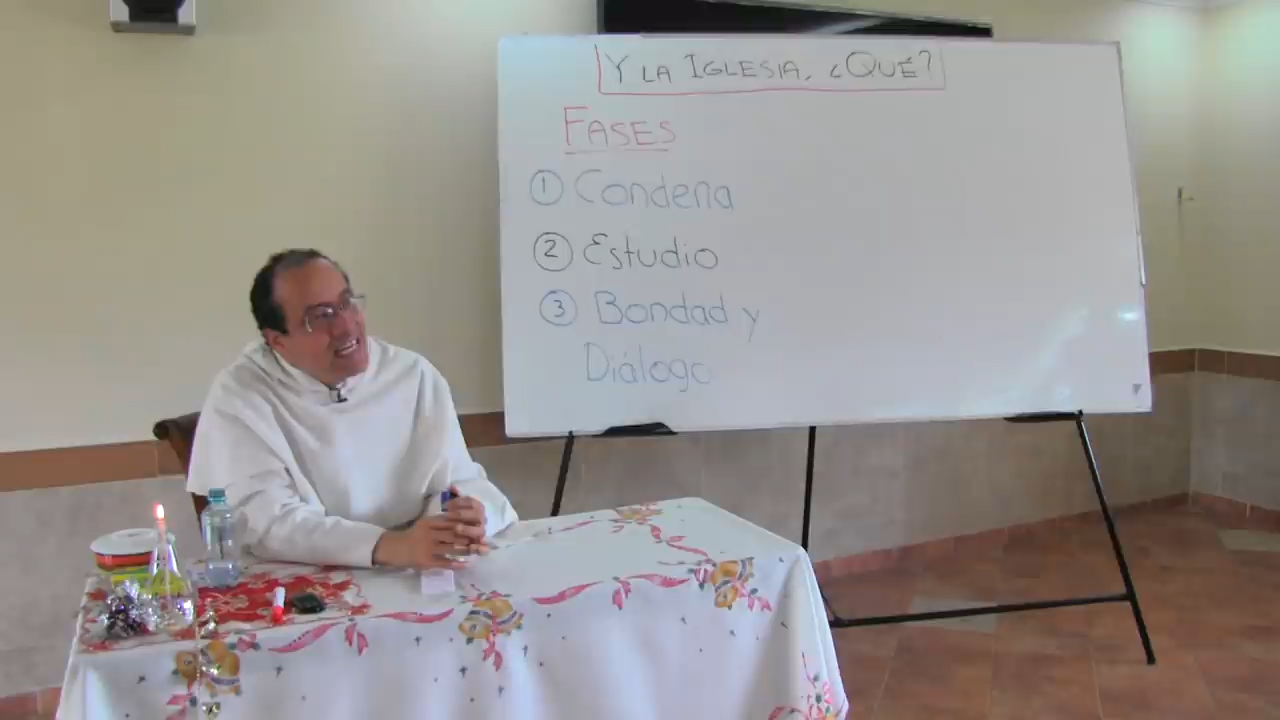 Y LA IGLESIA, ¿QUÉ?
FASES
① Condena
② Estudio
③ Bondad y
Diálogo